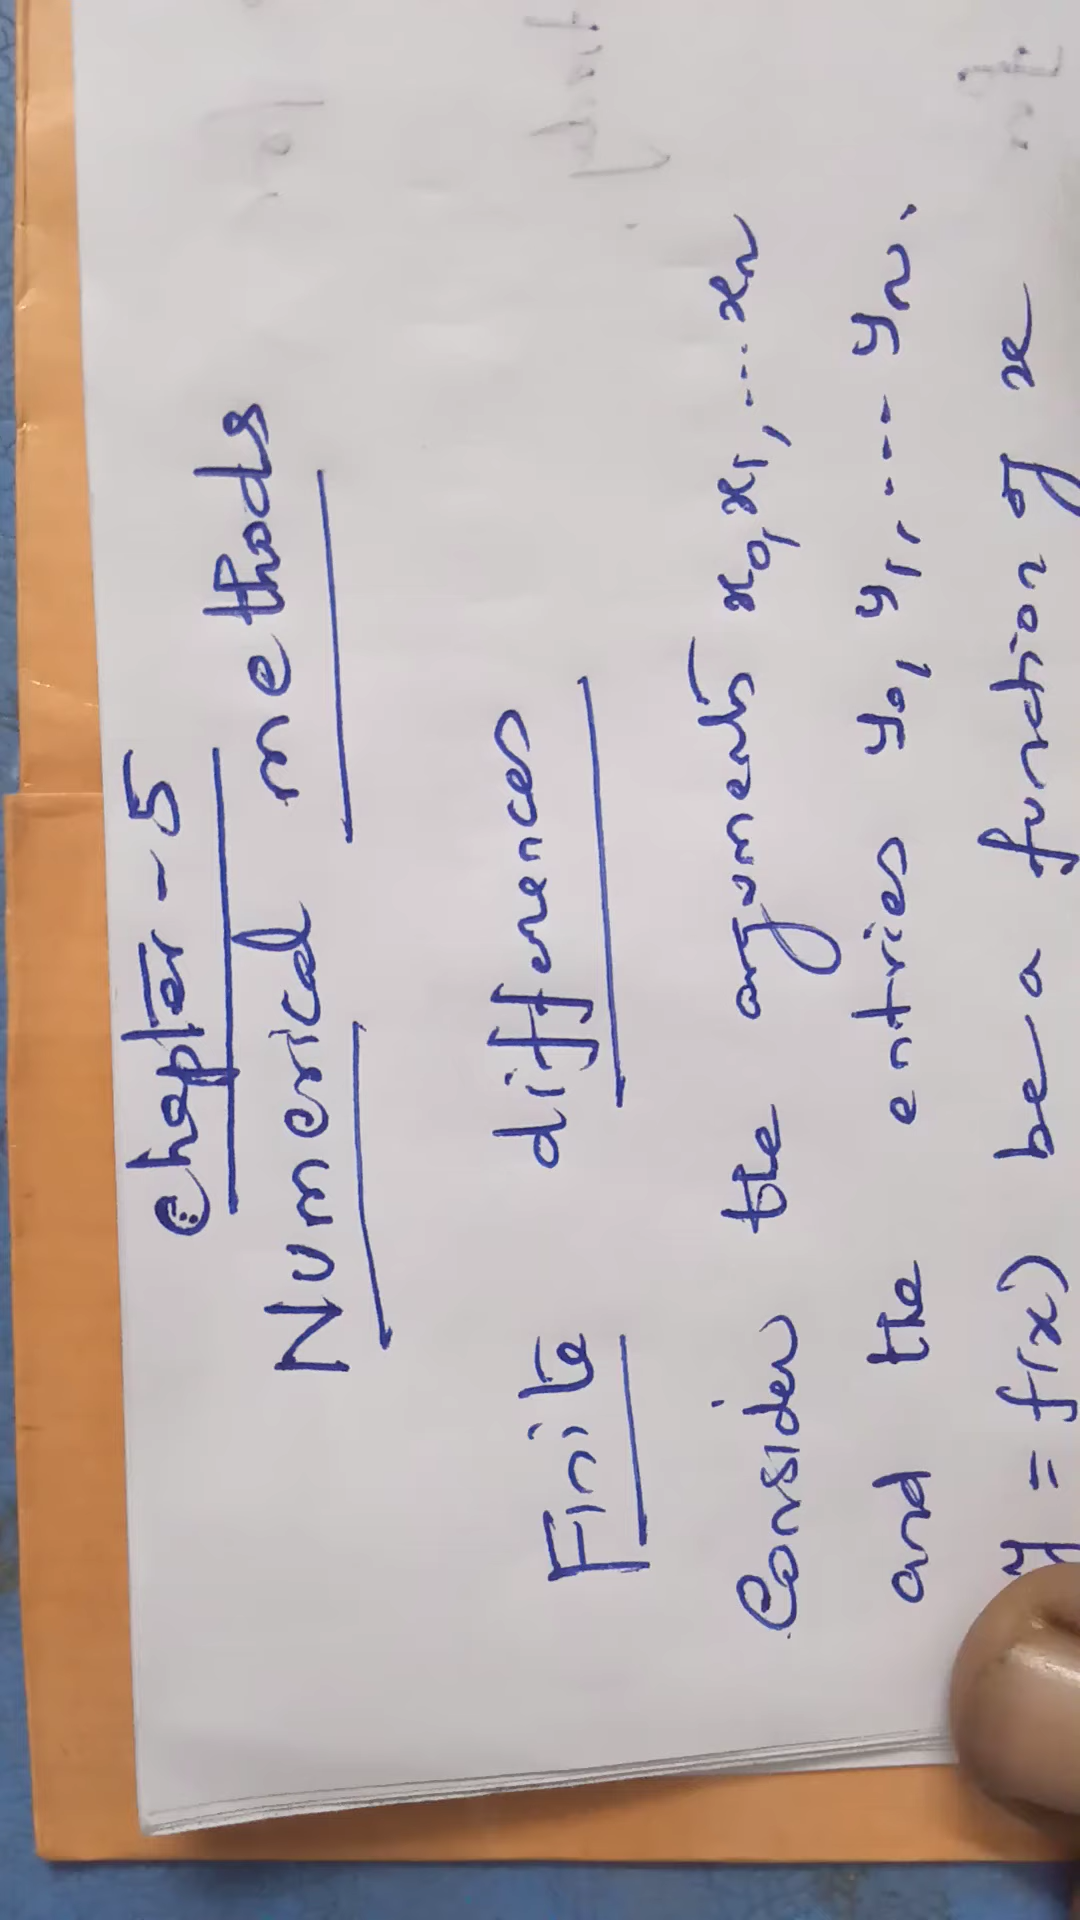 Chapter - 5
Numerical methods
Finite differences
Consider the arguments x₀, x₁, ... xₙ
and the entries y₀, y₁, .... yₙ.
y = f(x) be a function of x